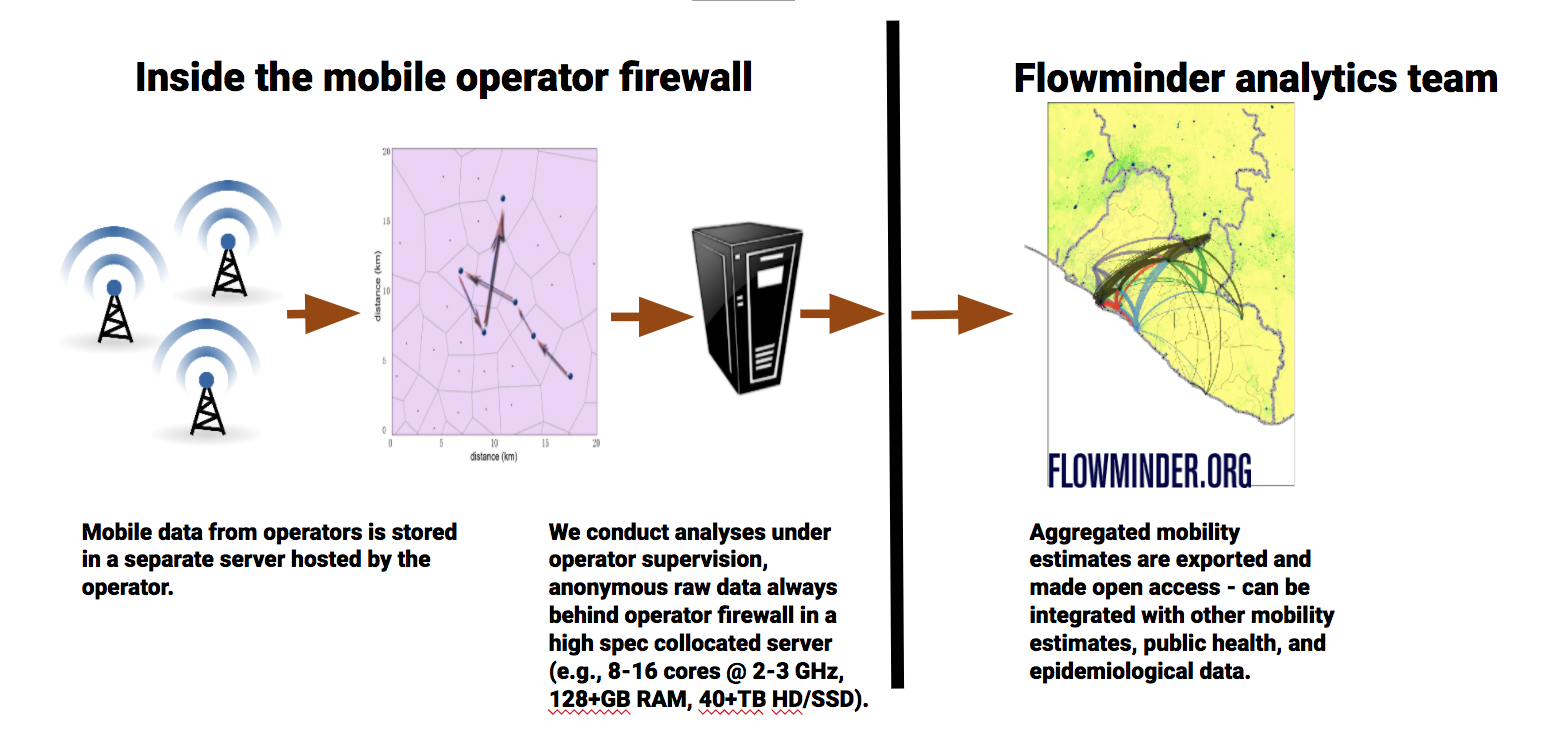 Inside the mobile operator firewall
Flowminder analytics team
20
15
10
5
0
distance (km)
0
5
10
15
20
distance (km)
FLOWMINDER.ORG
Mobile data from operators is stored
in a separate server hosted by the
operator.
We conduct analyses under
operator supervision,
anonymous raw data always
behind operator firewall in a
high spec collocated server
(e.g., 8-16 cores @ 2-3 GHz,
128+GB RAM, 40+TB HD/SSD).
Aggregated mobility
estimates are exported and
made open access - can be
integrated with other mobility
estimates, public health, and
epidemiological data.